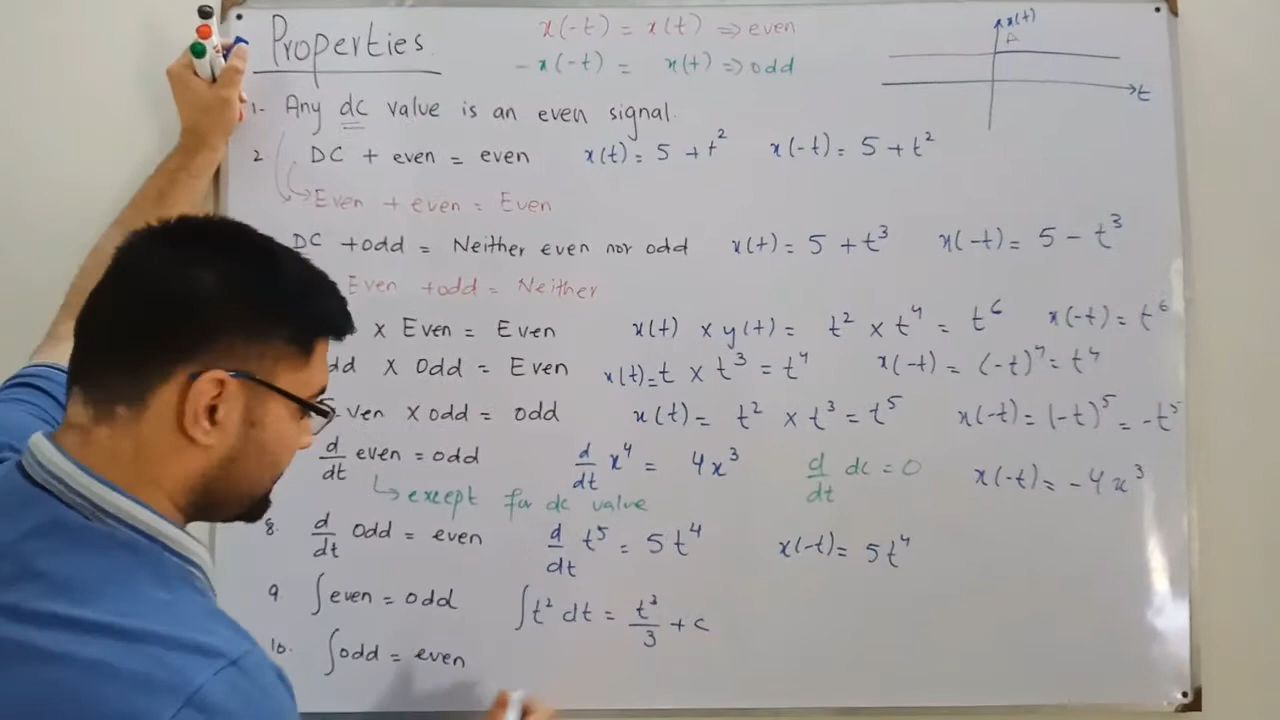 Properties
x(-t) = x(t) ⇒ even
- x(-t) = x(t) ⇒ odd
x(t)
A
t
1- Any dc value is an even signal.
2 DC + even = even x(t) = 5 + t² x(-t) = 5 + t²
Even + even = Even
DC + odd = Neither even nor odd x(t) = 5 + t³ x(-t) = 5 - t³
Even + odd = Neither
x Even = Even x(t) x y(t) = t² x t⁴ = t⁶ x(-t) = t⁶
dd x Odd = Even x(t) = t x t³ = t⁴ x(-t) = (-t)⁴ = t⁴
Even x odd = odd x(t) = t² x t³ = t⁵ x(-t) = (-t)⁵ = -t⁵
d/dt even = odd d/dt x⁴ = 4x³ d/dt dc = 0 x(-t) = -4x³
↳ except for dc value
8. d/dt Odd = even d/dt t⁵ = 5t⁴ x(-t) = 5t⁴
9. ∫even = odd ∫t² dt = t³/3 + c
10. ∫odd = even